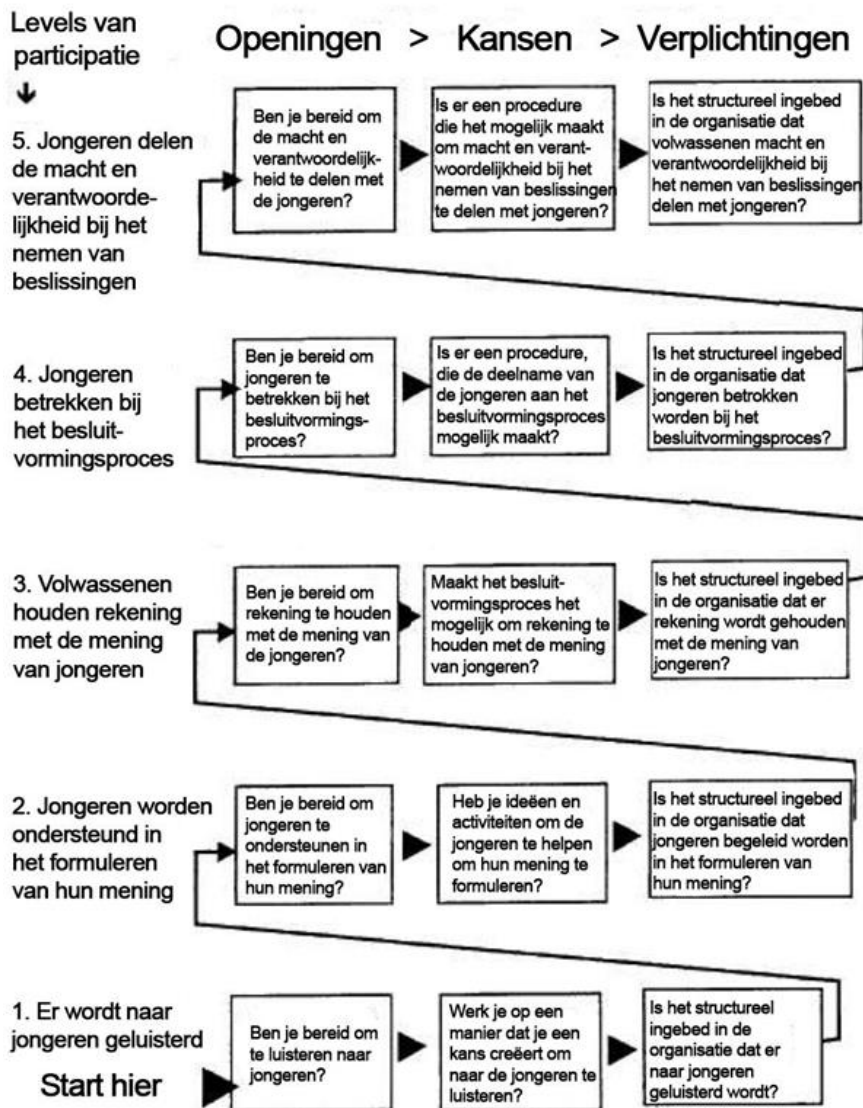 Levels van
participatie
Openingen > Kansen > Verplichtingen
5. Jongeren delen
de macht en
verantwoorde-
lijkheid bij het
nemen van
beslissingen
Ben je bereid om
de macht en
verantwoordelijk-
heid te delen met
de jongeren?
Is er een procedure
die het mogelijk maakt
om macht en verant-
woordelijkheid bij het
nemen van beslissingen
te delen met jongeren?
Is het structureel ingebed
in de organisatie dat
volwassenen macht en
verantwoordelijkheid bij
het nemen van beslissingen
delen met jongeren?
4. Jongeren
betrekken bij
het besluit-
vormingsproces
Ben je bereid om
jongeren te
betrekken bij het
besluitvormings-
proces?
Is er een procedure,
die de deelname van
de jongeren aan het
besluitvormingsproces
mogelijk maakt?
Is het structureel ingebed
in de organisatie dat
jongeren betrokken
worden bij het
besluitvormingsproces?
3. Volwassenen
houden rekening
met de mening
van jongeren
Ben je bereid om
rekening te houden
met de mening van
de jongeren?
Maakt het besluit-
vormingsproces het
mogelijk om rekening te
houden met de mening
van jongeren?
Is het structureel ingebed
in de organisatie dat er
rekening wordt gehouden
met de mening van
jongeren?
2. Jongeren worden
ondersteund in
het formuleren
van hun mening
Ben je bereid om
jongeren te
ondersteunen in
het formuleren van
hun mening?
Heb je ideëen en
activiteiten om de
jongeren te helpen
om hun mening te
formuleren?
Is het structureel ingebed
in de organisatie dat
jongeren begeleid worden
in het formuleren van
hun mening?
1. Er wordt naar
jongeren geluisterd
Start hier
Ben je bereid om
te luisteren naar
jongeren?
Werk je op een
manier dat je een
kans creëert om
naar de jongeren te
luisteren?
Is het structureel
ingebed in de
organisatie dat er
naar jongeren
geluisterd wordt?